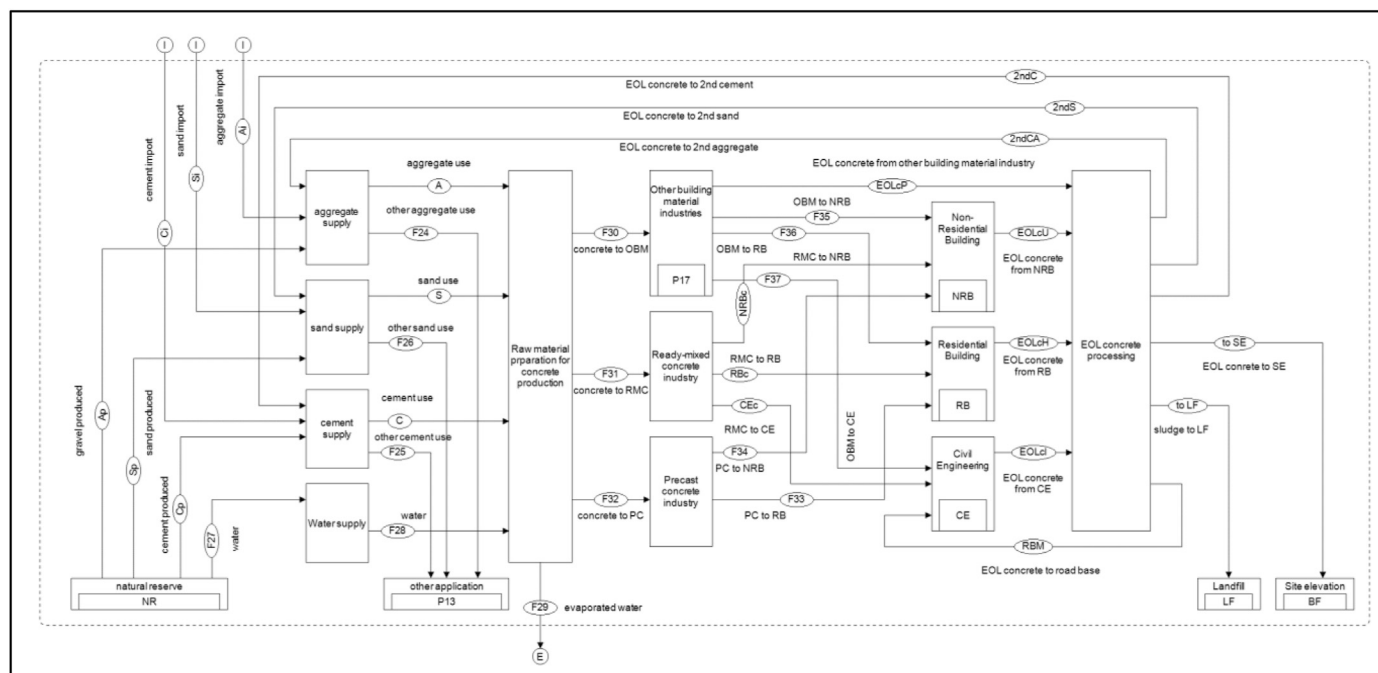 I
I
I
cement import
sand import
aggregate import
Ci
Si
Ai
2ndC
EOL concrete to 2nd cement
2ndS
EOL concrete to 2nd sand
2ndCA
EOL concrete to 2nd aggregate
EOL concrete from other building material industry
aggregate supply
aggregate use
A
other aggregate use
F24
sand supply
sand use
S
other sand use
F26
cement supply
cement use
C
other cement use
F25
Water supply
water
F28
gravel produced
Ap
sand produced
Sp
cement produced
Cp
F27
water
natural reserve
NR
other application
P13
Raw material
prparation for
concrete
production
F29
evaporated water
E
F30
concrete to OBM
F31
concrete to RMC
F32
concrete to PC
Other building
material
industries
P17
EOLcP
OBM to NRB
F35
F36
OBM to RB
RMC to NRB
F37
NRBc
Ready-mixed
concrete
inudstry
RMC to RB
RBc
CEc
RMC to CE
OBM to CE
Precast
concrete
industry
F34
PC to NRB
F33
PC to RB
Non-
Residential
Building
NRB
EOLcU
EOL concrete
from NRB
Residential
Building
RB
EOLcH
EOL concrete
from RB
Civil
Engineering
CE
EOLcI
EOL concrete
from CE
RBM
EOL concrete to road base
EOL concrete
processing
to SE
EOL conrete to SE
to LF
sludge to LF
Landfill
LF
Site elevation
BF